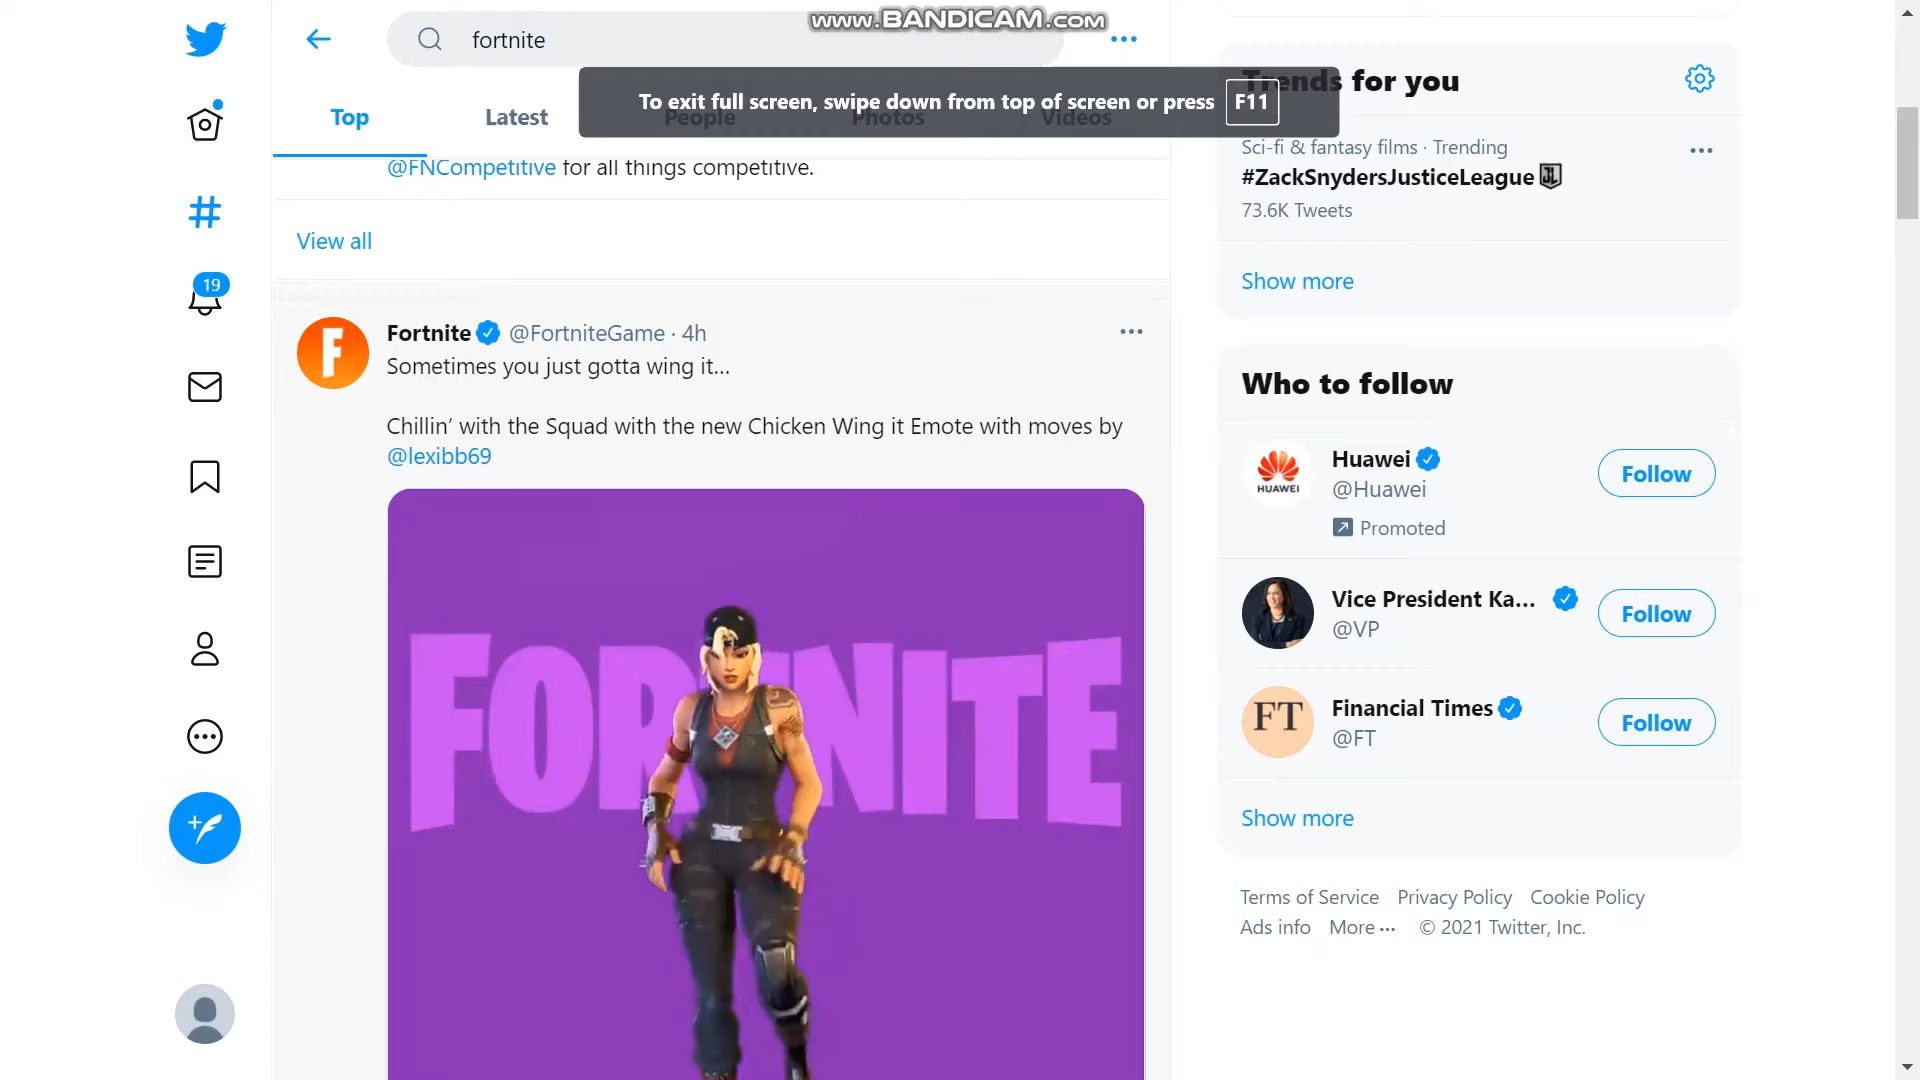 www.BANDICAM.com
fortnite
To exit full screen, swipe down from top of screen or press F11
Top Latest People Photos Videos
@FNCompetitive for all things competitive.
View all
Fortnite @FortniteGame · 4h
Sometimes you just gotta wing it...
Chillin’ with the Squad with the new Chicken Wing it Emote with moves by
@lexibb69
FORTNITE
19
Trends for you
Sci-fi & fantasy films · Trending
#ZackSnydersJusticeLeague
73.6K Tweets
Show more
Who to follow
HUAWEI
Huawei
@Huawei
Promoted
Follow
Vice President Ka...
@VP
Follow
FT
Financial Times
@FT
Follow
Show more
Terms of Service Privacy Policy Cookie Policy
Ads info More ··· © 2021 Twitter, Inc.